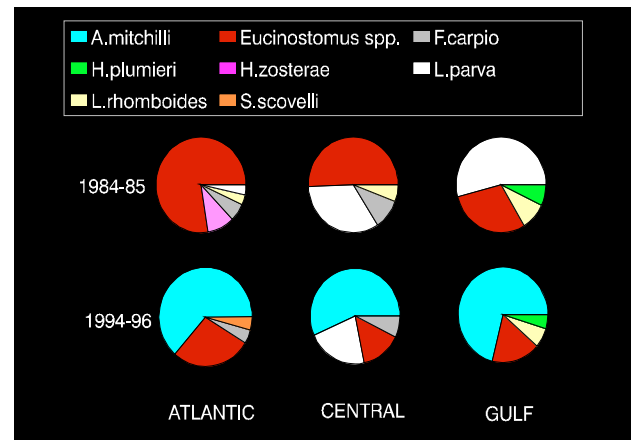 A.mitchilli Eucinostomus spp. F.carpio
H.plumieri H.zosterae L.parva
L.rhomboides S.scovelli
1984-85
1994-96
ATLANTIC CENTRAL GULF